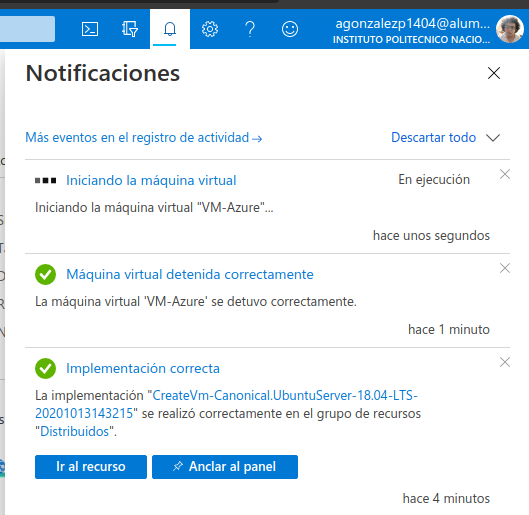 agonzalezp1404@alum...
INSTITUTO POLITECNICO NACIO...
Notificaciones
Más eventos en el registro de actividad →
Descartar todo
Iniciando la máquina virtual
En ejecución
Iniciando la máquina virtual "VM-Azure"...
hace unos segundos
Máquina virtual detenida correctamente
La máquina virtual 'VM-Azure' se detuvo correctamente.
hace 1 minuto
Implementación correcta
La implementación "CreateVm-Canonical.UbuntuServer-18.04-LTS-
20201013143215" se realizó correctamente en el grupo de recursos
"Distribuidos".
Ir al recurso
Anclar al panel
hace 4 minutos